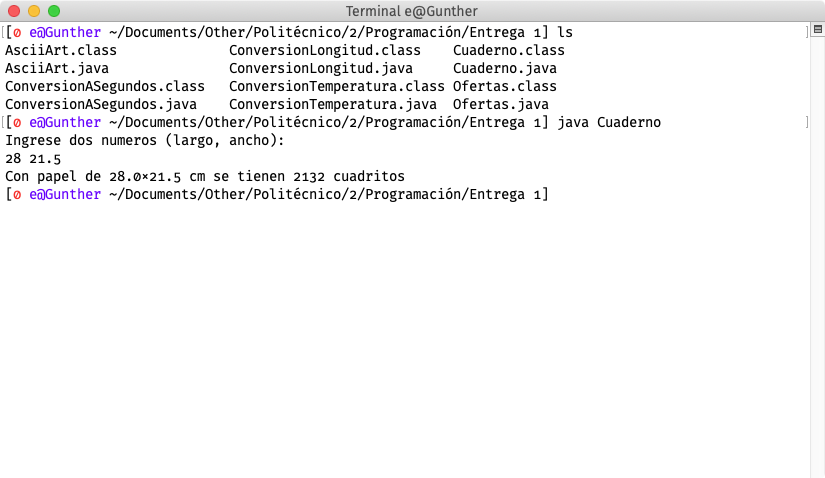 Terminal e@Gunther
[0 e@Gunther ~/Documents/Other/Politécnico/2/Programación/Entrega 1] ls
AsciiArt.class ConversionLongitud.class Cuaderno.class
AsciiArt.java ConversionLongitud.java Cuaderno.java
ConversionASegundos.class ConversionTemperatura.class Ofertas.class
ConversionASegundos.java ConversionTemperatura.java Ofertas.java
[0 e@Gunther ~/Documents/Other/Politécnico/2/Programación/Entrega 1] java Cuaderno
Ingrese dos numeros (largo, ancho):
28 21.5
Con papel de 28.0×21.5 cm se tienen 2132 cuadritos
[0 e@Gunther ~/Documents/Other/Politécnico/2/Programación/Entrega 1]